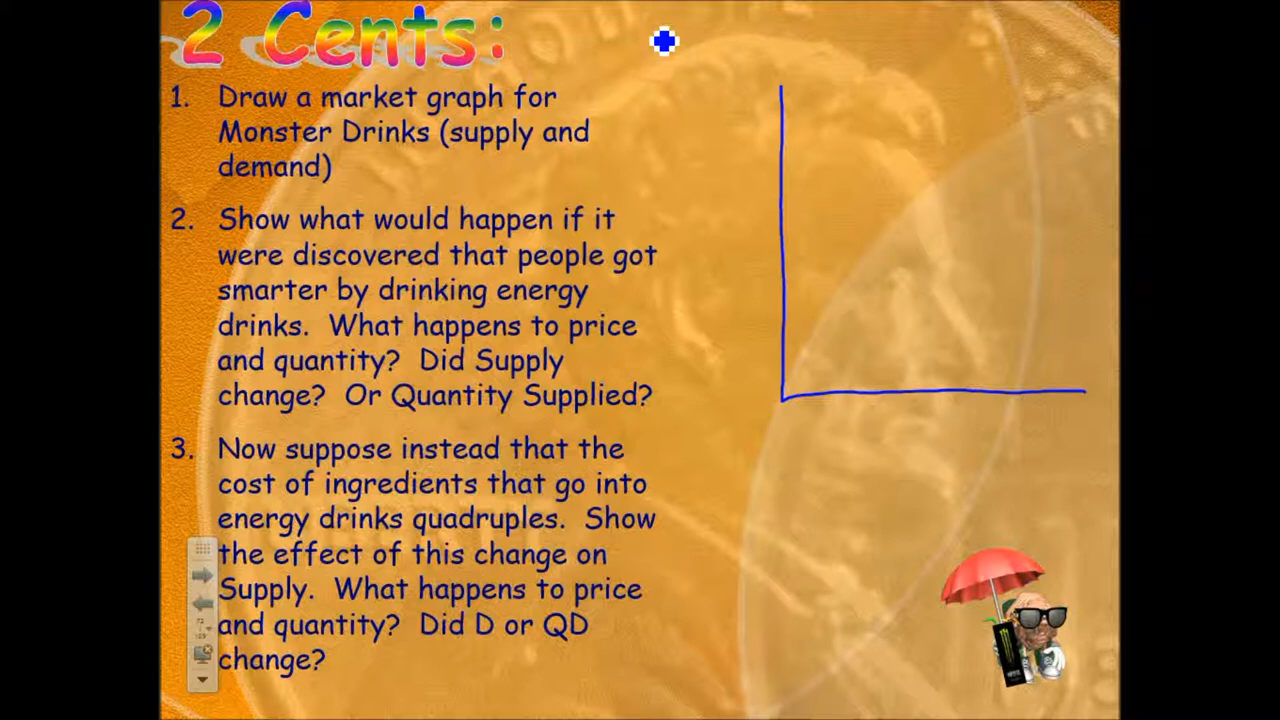 2 Cents:
1. Draw a market graph for
Monster Drinks (supply and
demand)
2. Show what would happen if it
were discovered that people got
smarter by drinking energy
drinks. What happens to price
and quantity? Did Supply
change? Or Quantity Supplied?
3. Now suppose instead that the
cost of ingredients that go into
energy drinks quadruples. Show
the effect of this change on
Supply. What happens to price
and quantity? Did D or QD
change?